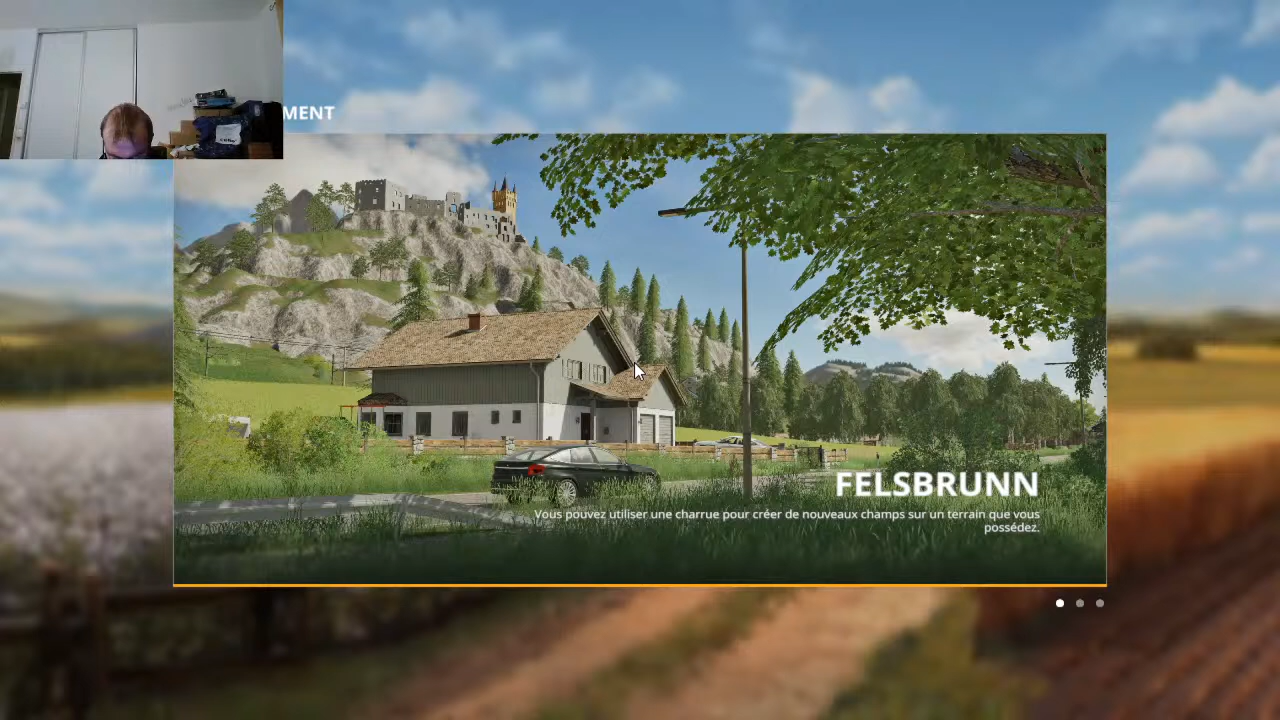 MENT
FELSBRUNN
Vous pouvez utiliser une charrue pour créer de nouveaux champs sur un terrain que vous
possédez.